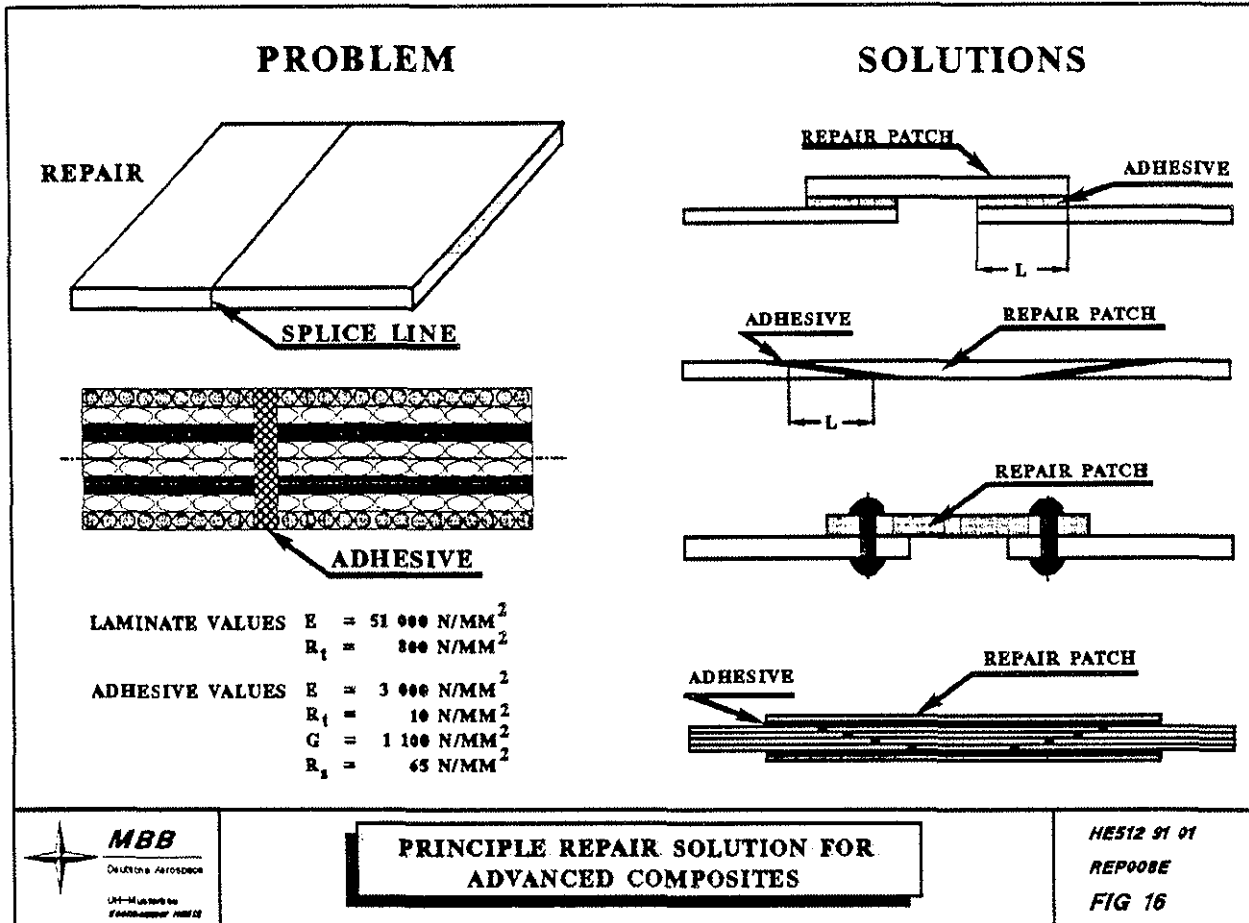 PROBLEM
REPAIR
SPLICE LINE
ADHESIVE
LAMINATE VALUES E = 51 000 N/MM²
Rₜ = 800 N/MM²
ADHESIVE VALUES E = 3 000 N/MM²
Rₜ = 10 N/MM²
G = 1 100 N/MM²
Rₛ = 65 N/MM²
SOLUTIONS
REPAIR PATCH
ADHESIVE
L
ADHESIVE
REPAIR PATCH
L
REPAIR PATCH
REPAIR PATCH
ADHESIVE
MBB
Deutsche Aerospace
PRINCIPLE REPAIR SOLUTION FOR
ADVANCED COMPOSITES
HE512 91 01
REP008E
FIG 16